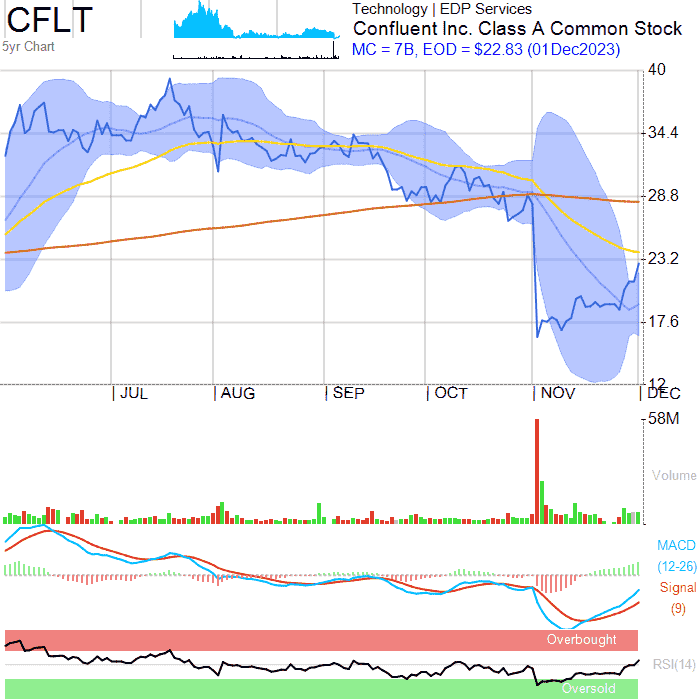 CFLT
5yr Chart
Technology | EDP Services
Confluent Inc. Class A Common Stock
MC = 7B, EOD = $22.83 (01Dec2023)
40
34.4
28.8
23.2
17.6
12
JUL
AUG
SEP
OCT
NOV
DEC
58M
Volume
MACD
(12-26)
Signal
(9)
Overbought
RSI(14)
Oversold